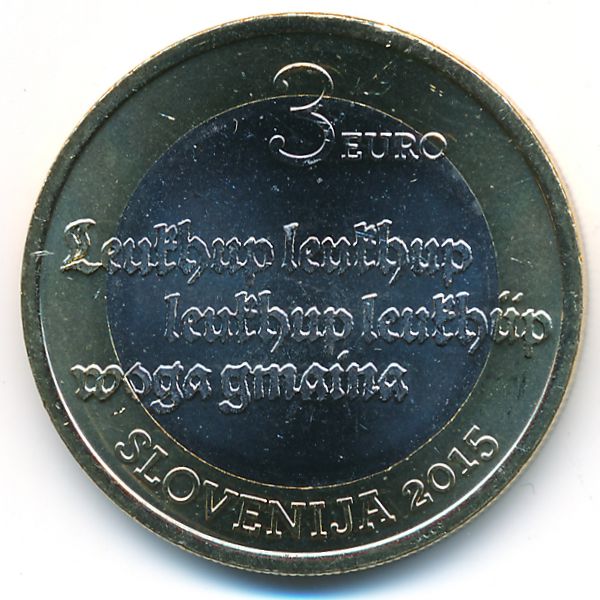 3 EURO
Leukhup leukhup
leukhup leukhup
woga gmaina
SLOVENIJA 2015